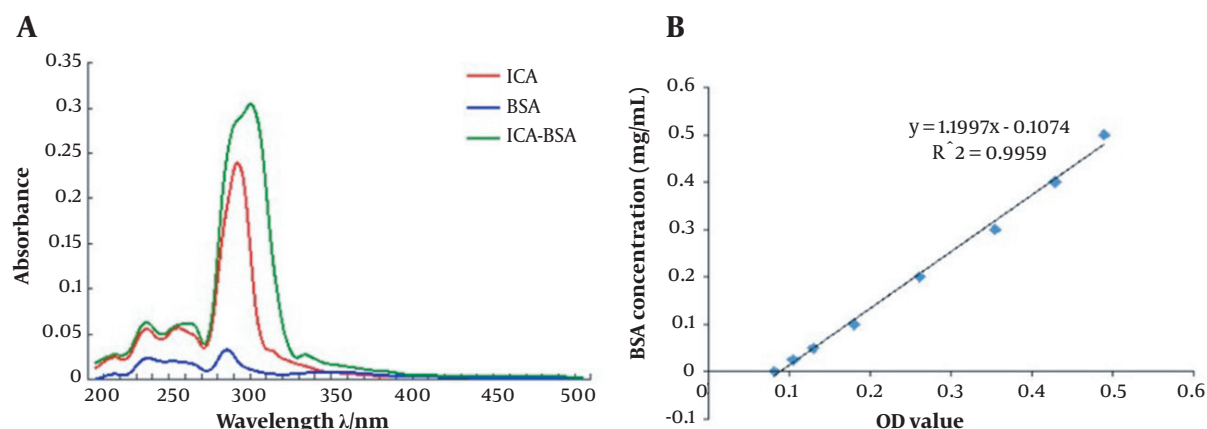 A
0.35
0.3
0.25
0.2
0.15
0.1
0.05
0
Absorbance
200
250
300
350
400
450
500
Wavelength λ/nm
ICA
BSA
ICA-BSA
B
0.6
0.5
0.4
0.3
0.2
0.1
0
-0.1
BSA concentration (mg/mL)
y = 1.1997x - 0.1074
R^2 = 0.9959
0
0.1
0.2
0.3
0.4
0.5
0.6
OD value